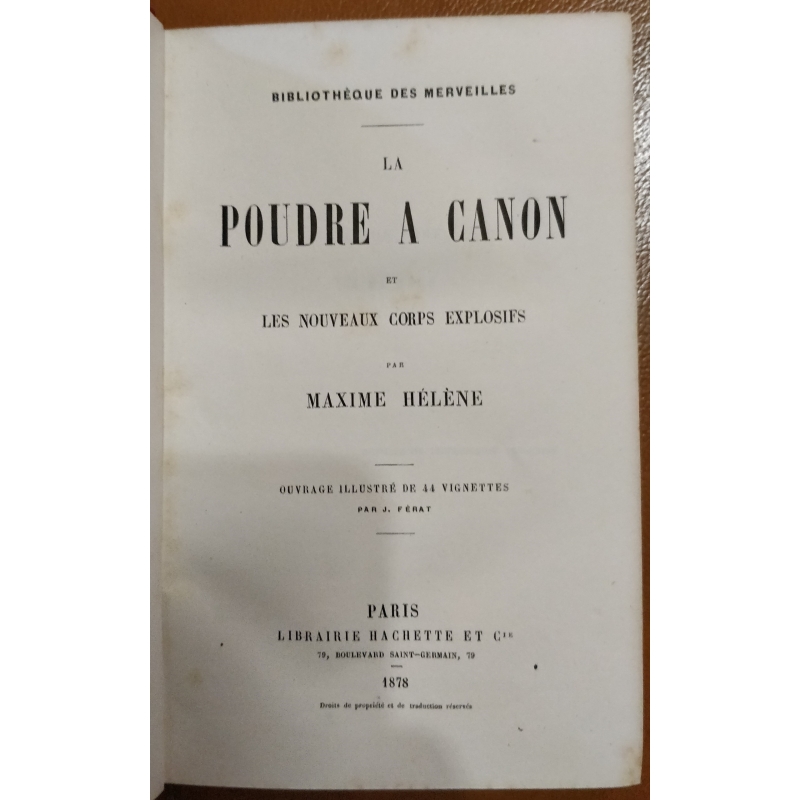 BIBLIOTHÈQUE DES MERVEILLES
LA
POUDRE A CANON
ET
LES NOUVEAUX CORPS EXPLOSIFS
PAR
MAXIME HÉLÈNE
OUVRAGE ILLUSTRÉ DE 44 VIGNETTES
PAR J. FÉRAT
PARIS
LIBRAIRIE HACHETTE ET Cie
79, BOULEVARD SAINT-GERMAIN, 79
1878
Droits de propriété et de traduction réservés